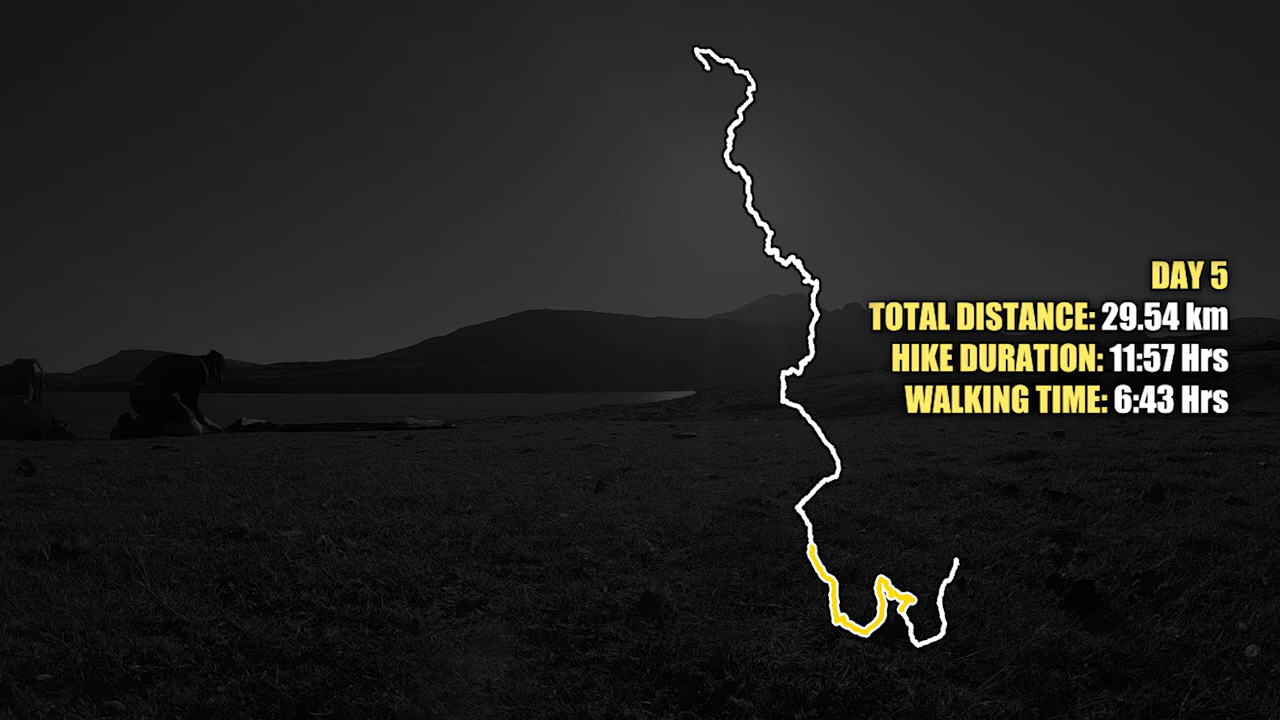 DAY 5
TOTAL DISTANCE: 29.54 km
HIKE DURATION: 11:57 Hrs
WALKING TIME: 6:43 Hrs